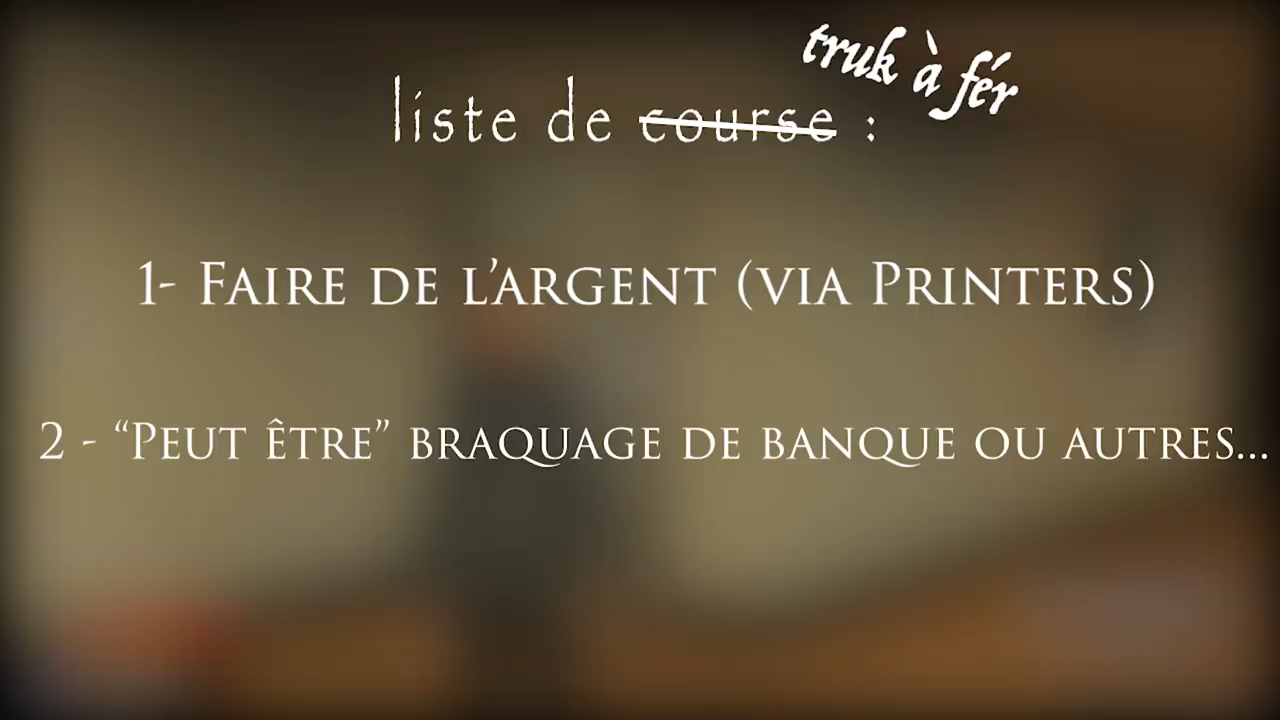 truk à fér
liste de course :
1- Faire de l’argent (via Printers)
2 - “Peut être” braquage de banque ou autres...